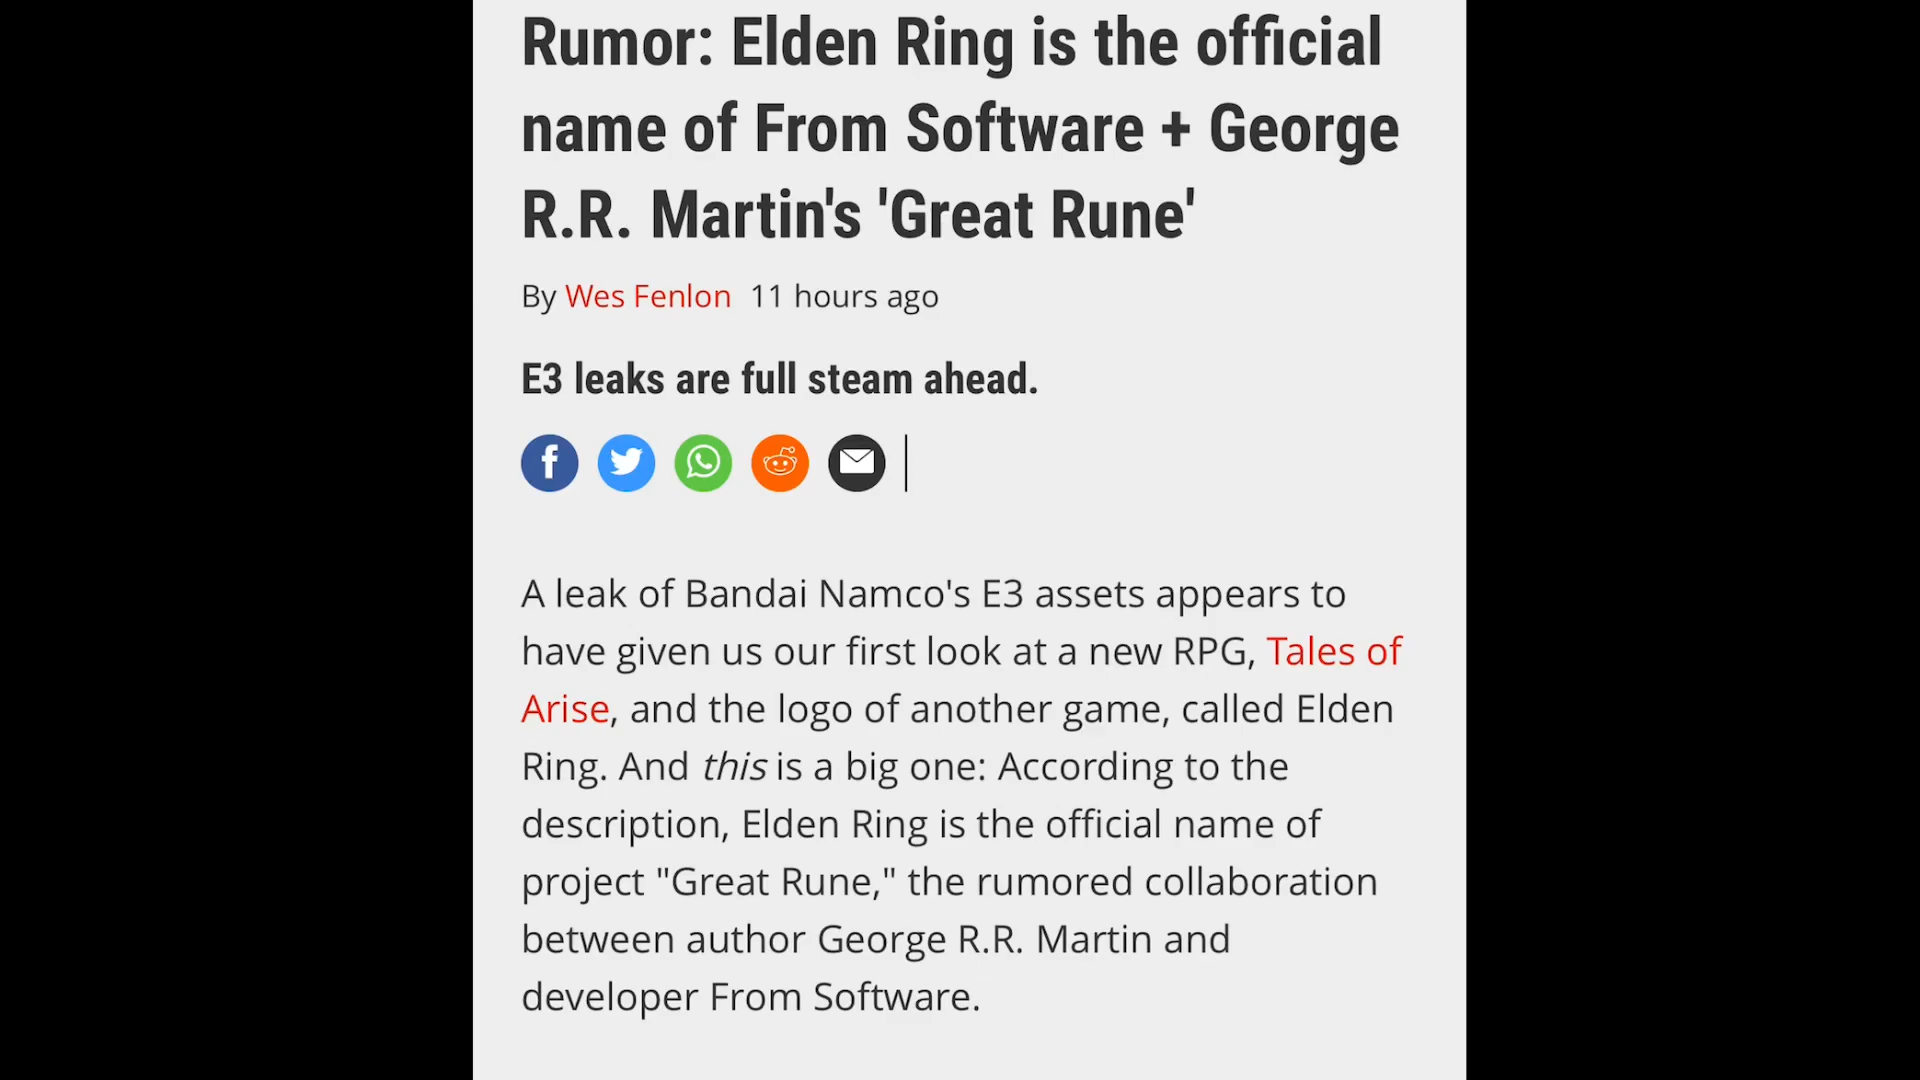 Rumor: Elden Ring is the official
name of From Software + George
R.R. Martin's 'Great Rune'
By Wes Fenlon 11 hours ago
E3 leaks are full steam ahead.
A leak of Bandai Namco's E3 assets appears to
have given us our first look at a new RPG, Tales of
Arise, and the logo of another game, called Elden
Ring. And this is a big one: According to the
description, Elden Ring is the official name of
project "Great Rune," the rumored collaboration
between author George R.R. Martin and
developer From Software.